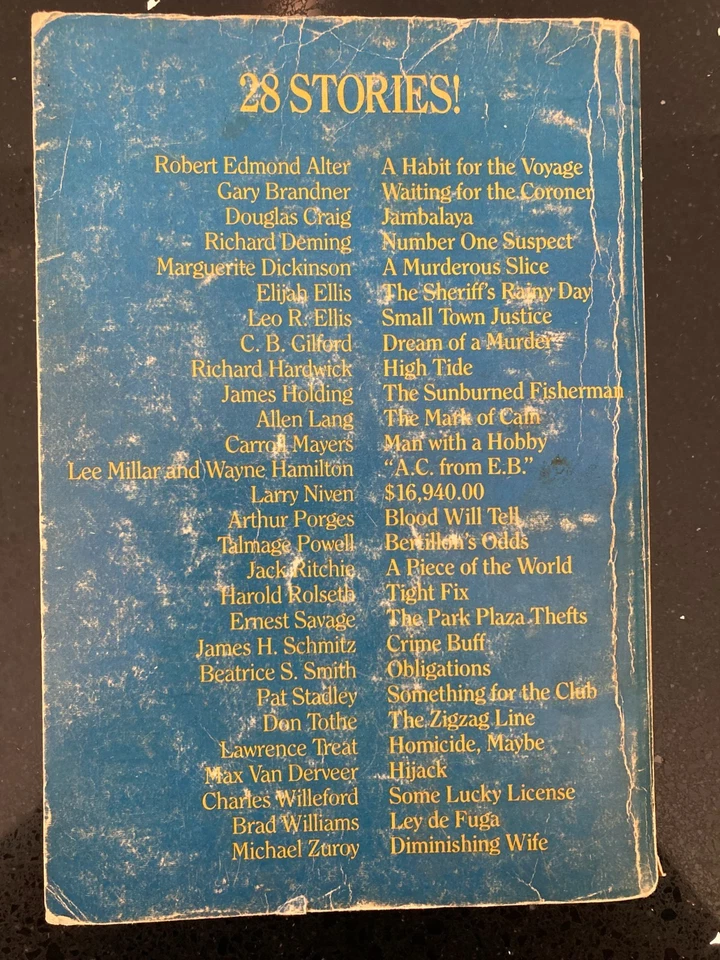 28 STORIES!
Robert Edmond Alter A Habit for the Voyage
Gary Brandner Waiting for the Coroner
Douglas Craig Jambalaya
Richard Deming Number One Suspect
Marguerite Dickinson A Murderous Slice
Elijah Ellis The Sheriff's Rainy Day
Leo R. Ellis Small Town Justice
C. B. Gilford Dream of a Murder
Richard Hardwick High Tide
James Holding The Sunburned Fisherman
Allen Lang The Mark of Cain
Carroll Mayers Man with a Hobby
Lee Millar and Wayne Hamilton "A.C. from E.B."
Larry Niven $16,940.00
Arthur Porges Blood Will Tell
Talmage Powell Bertillon's Odds
Jack Ritchie A Piece of the World
Harold Rolseth Tight Fix
Ernest Savage The Park Plaza Thefts
James H. Schmitz Crime Buff
Beatrice S. Smith Obligations
Pat Stadley Something for the Club
Don Tothe The Zigzag Line
Lawrence Treat Homicide, Maybe
Max Van Derveer Hijack
Charles Willeford Some Lucky License
Brad Williams Ley de Fuga
Michael Zuroy Diminishing Wife